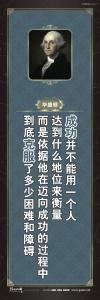 华盛顿
成功并不能用一个人
达到什么地位来衡量
而是依据他在迈向成功的过程中
到底克服了多少困难和障碍